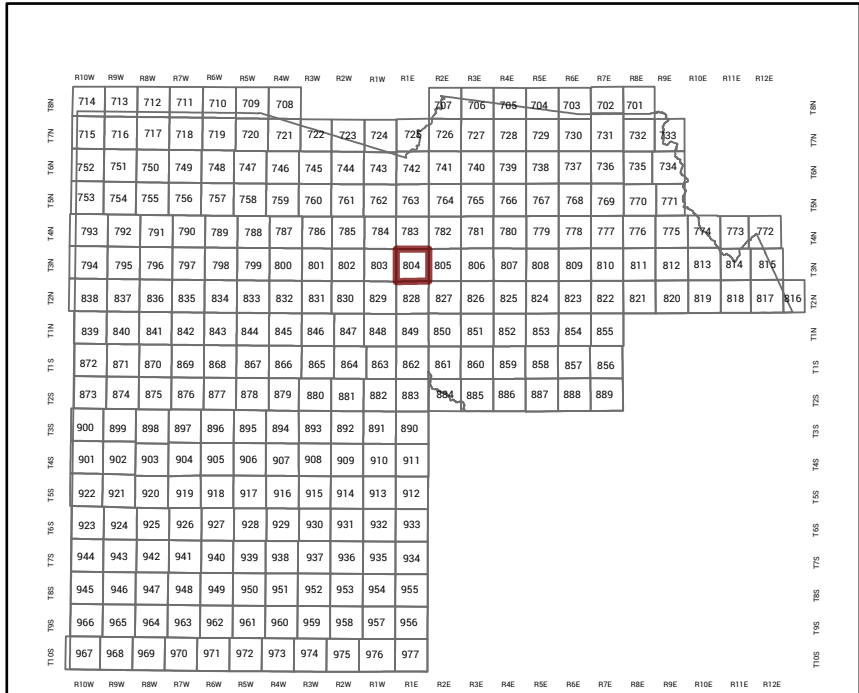 R10W R9W R8W R7W R6W R5W R4W R3W R2W R1W R1E R2E R3E R4E R5E R6E R7E R8E R9E R10E R11E R12E
T8N 714 713 712 711 710 709 708 707 706 705 704 703 702 701 T8N
T7N 715 716 717 718 719 720 721 722 723 724 725 726 727 728 729 730 731 732 733 T7N
T6N 752 751 750 749 748 747 746 745 744 743 742 741 740 739 738 737 736 735 734 T6N
T5N 753 754 755 756 757 758 759 760 761 762 763 764 765 766 767 768 769 770 771 T5N
T4N 793 792 791 790 789 788 787 786 785 784 783 782 781 780 779 778 777 776 775 774 773 772 T4N
T3N 794 795 796 797 798 799 800 801 802 803 804 805 806 807 808 809 810 811 812 813 814 815 T3N
T2N 838 837 836 835 834 833 832 831 830 829 828 827 826 825 824 823 822 821 820 819 818 817 816 T2N
T1N 839 840 841 842 843 844 845 846 847 848 849 850 851 852 853 854 855 T1N
T1S 872 871 870 869 868 867 866 865 864 863 862 861 860 859 858 857 856 T1S
T2S 873 874 875 876 877 878 879 880 881 882 883 884 885 886 887 888 889 T2S
T3S 900 899 898 897 896 895 894 893 892 891 890 T3S
T4S 901 902 903 904 905 906 907 908 909 910 911 T4S
T5S 922 921 920 919 918 917 916 915 914 913 912 T5S
T6S 923 924 925 926 927 928 929 930 931 932 933 T6S
T7S 944 943 942 941 940 939 938 937 936 935 934 T7S
T8S 945 946 947 948 949 950 951 952 953 954 955 T8S
T9S 966 965 964 963 962 961 960 959 958 957 956 T9S
T10S 967 968 969 970 971 972 973 974 975 976 977 T10S
R10W R9W R8W R7W R6W R5W R4W R3W R2W R1W R1E R2E R3E R4E R5E R6E R7E R8E R9E R10E R11E R12E